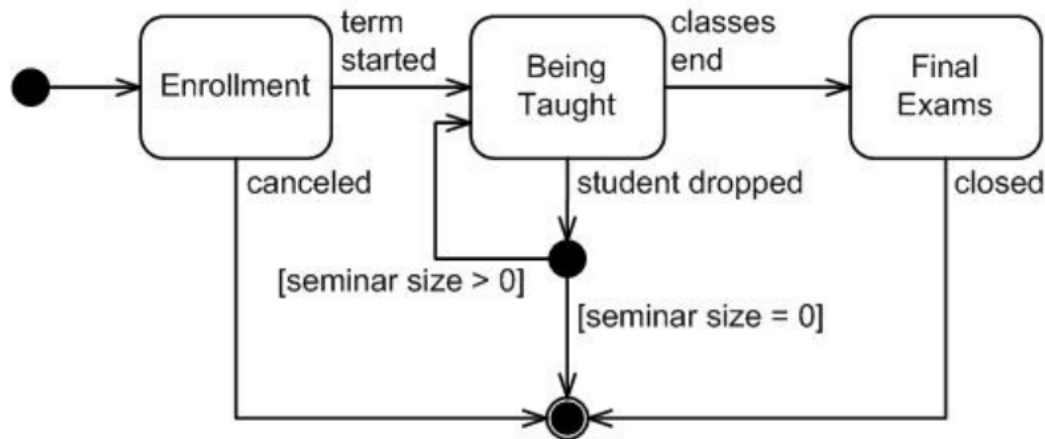 term
started
classes
end
Enrollment
Being
Taught
Final
Exams
canceled
student dropped
closed
[seminar size > 0]
[seminar size = 0]